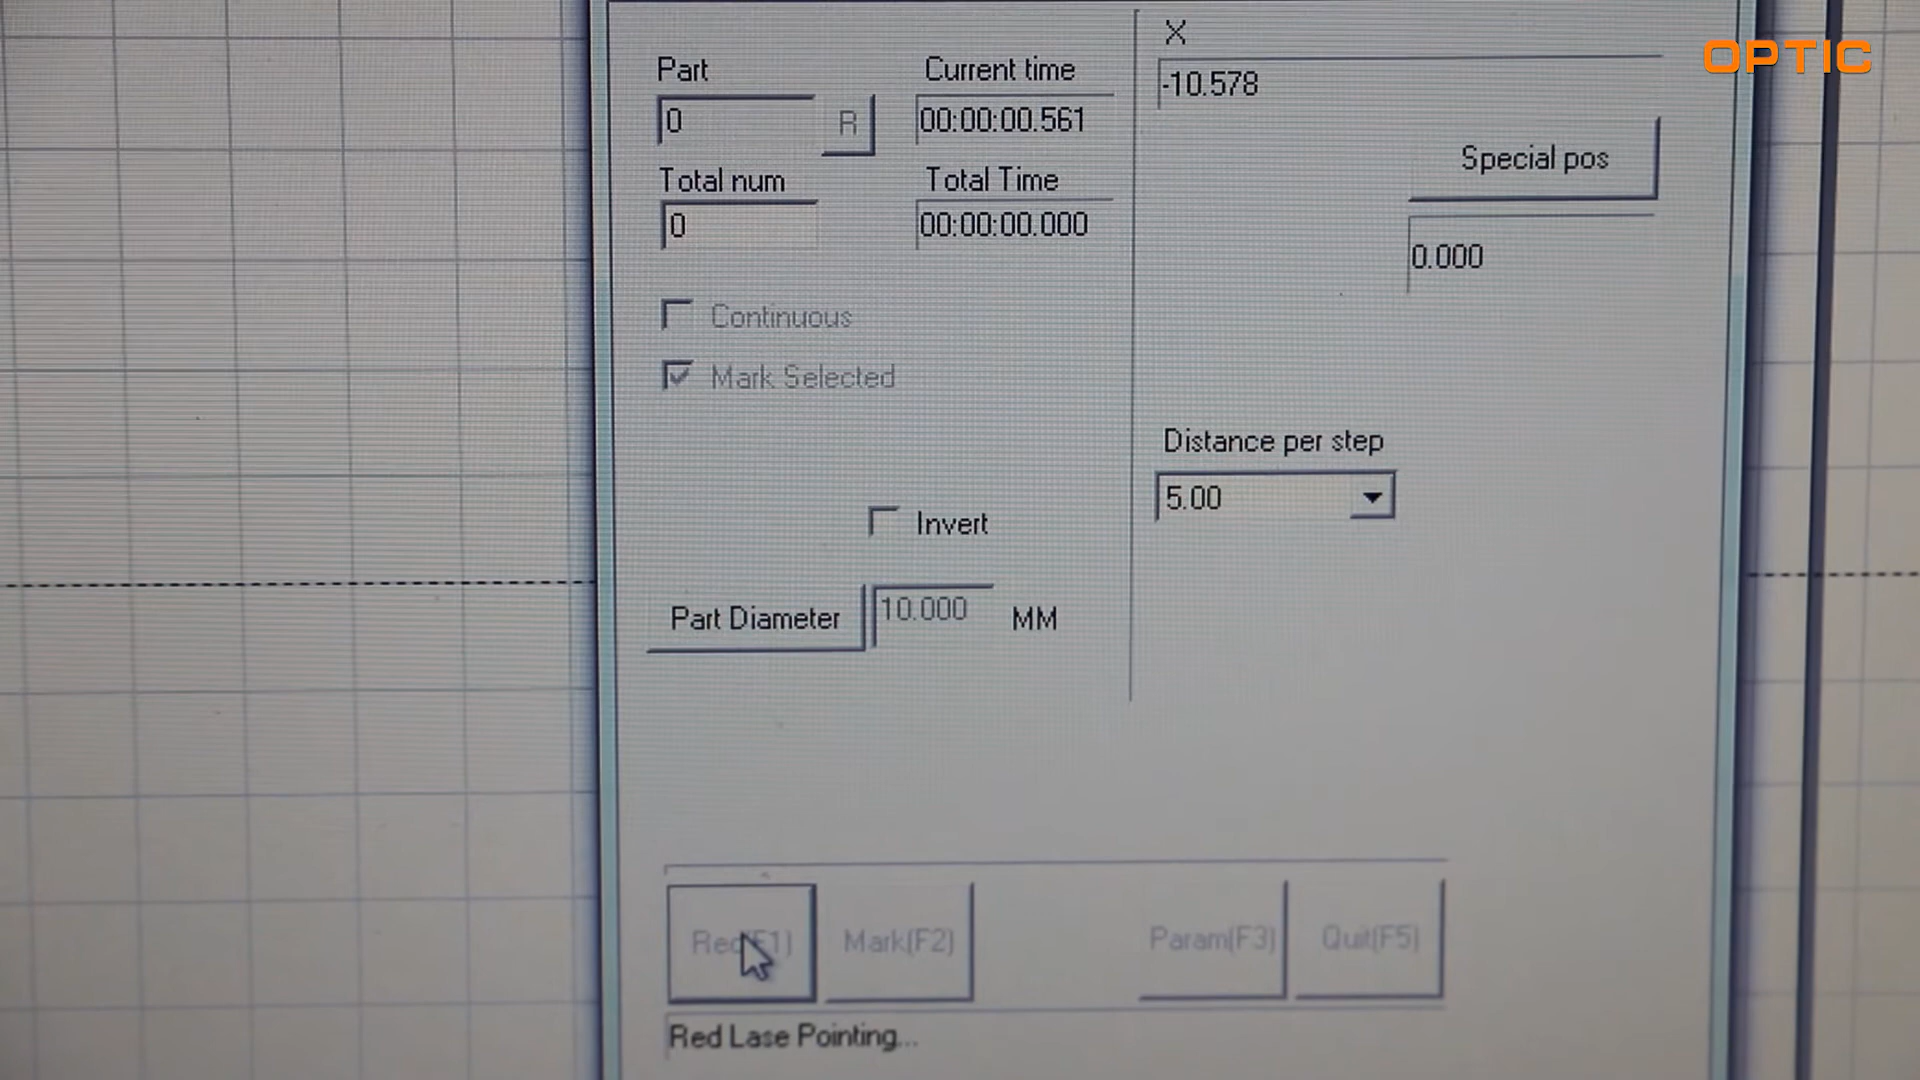 OPTIC
Part
0
R
Current time
00:00:00.561
Total num
0
Total Time
00:00:00.000
Continuous
Mark Selected
Invert
Part Diameter
10.000
MM
X
-10.578
Special pos
0.000
Distance per step
5.00
Red(F1)
Mark(F2)
Param(F3)
Quit(F5)
Red Lase Pointing...